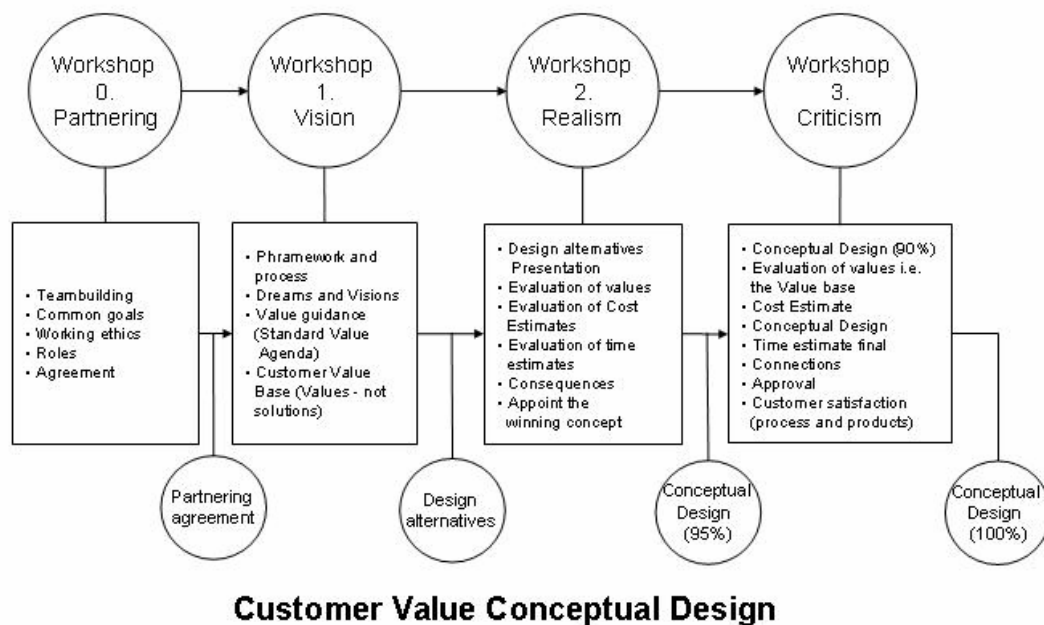 Workshop
0.
Partnering
Workshop
1.
Vision
Workshop
2.
Realism
Workshop
3.
Criticism
• Teambuilding
• Common goals
• Working ethics
• Roles
• Agreement
• Phramework and
process
• Dreams and Visions
• Value guidance
(Standard Value
Agenda)
• Customer Value
Base (Values - not
solutions)
• Design alternatives
Presentation
• Evaluation of values
• Evaluation of Cost
Estimates
• Evaluation of time
estimates
• Consequences
• Appoint the
winning concept
• Conceptual Design (90%)
• Evaluation of values i.e.
the Value base
• Cost Estimate
• Conceptual Design
• Time estimate final
• Connections
• Approval
• Customer satisfaction
(process and products)
Partnering
agreement
Design
alternatives
Conceptual
Design
(95%)
Conceptual
Design
(100%)
Customer Value Conceptual Design